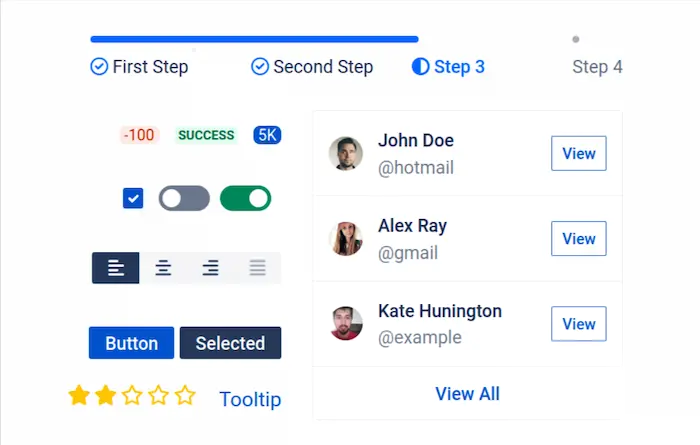 First Step
Second Step
Step 3
Step 4
-100
SUCCESS
5K
John Doe
@hotmail
View
Alex Ray
@gmail
View
Kate Hunington
@example
View
View All
Button
Selected
Tooltip